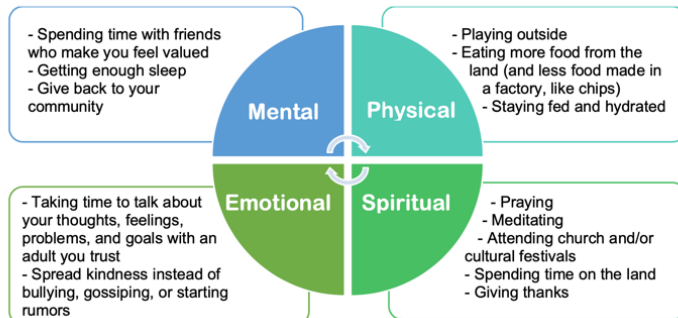 - Spending time with friends
who make you feel valued
- Getting enough sleep
- Give back to your
community
Mental
Physical
- Playing outside
- Eating more food from the
land (and less food made in
a factory, like chips)
- Staying fed and hydrated
Emotional
- Taking time to talk about
your thoughts, feelings,
problems, and goals with an
adult you trust
- Spread kindness instead of
bullying, gossiping, or starting
rumors
Spiritual
- Praying
- Meditating
- Attending church and/or
cultural festivals
- Spending time on the land
- Giving thanks